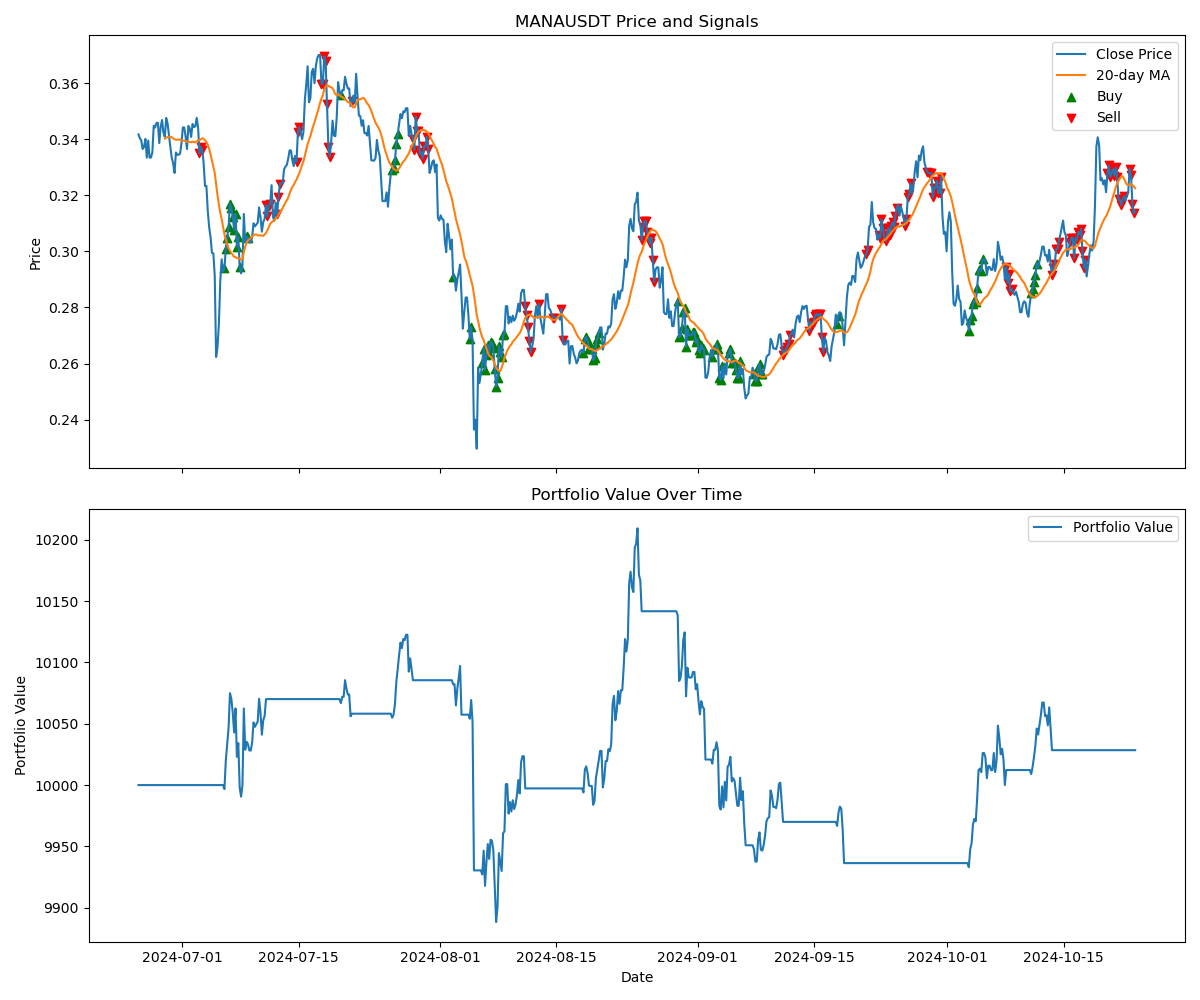 MANAUSDT Price and Signals
Price
0.36
0.34
0.32
0.30
0.28
0.26
0.24
Close Price
20-day MA
Buy
Sell
Portfolio Value Over Time
Portfolio Value
10200
10150
10100
10050
10000
9950
9900
Portfolio Value
2024-07-01
2024-07-15
2024-08-01
2024-08-15
2024-09-01
2024-09-15
2024-10-01
2024-10-15
Date